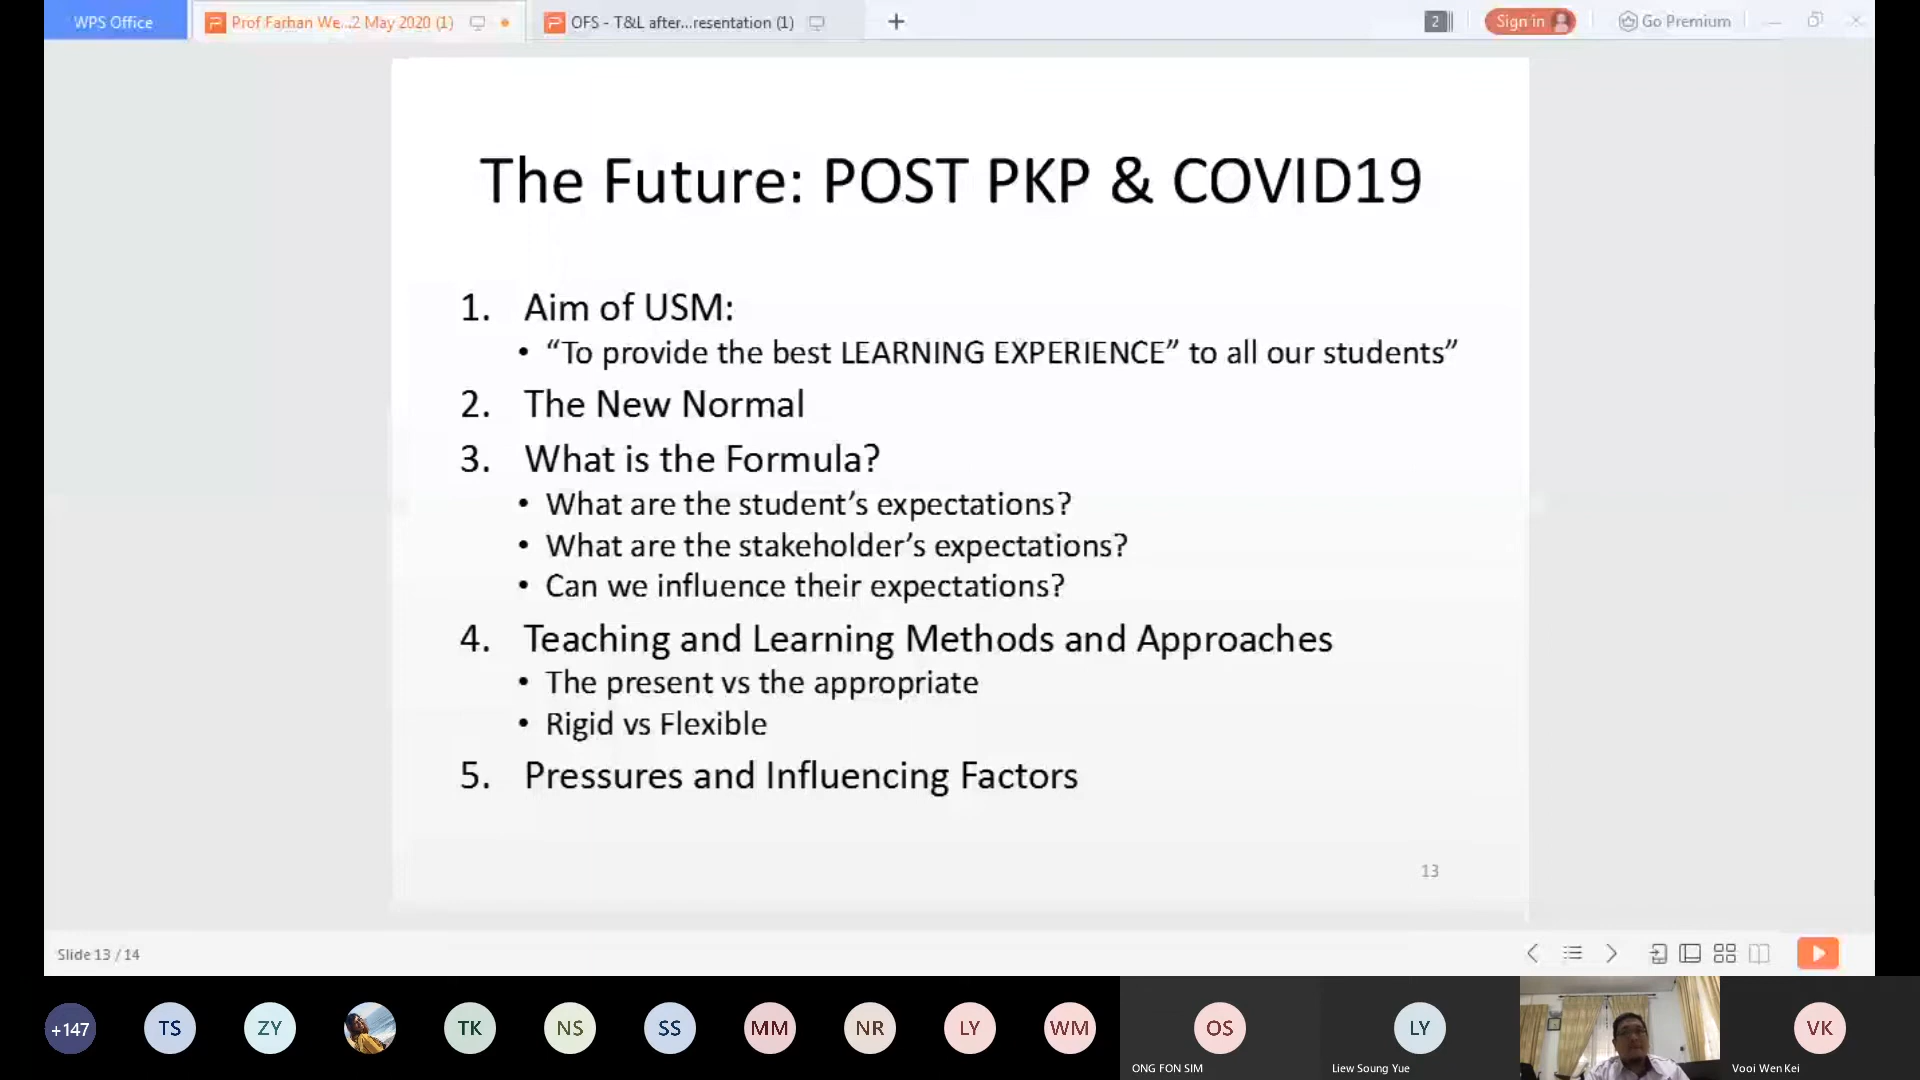 WPS Office
Prof Farhan We...2 May 2020 (1)
OFS - T&L after...resentation (1)
2
Sign in
Go Premium
The Future: POST PKP & COVID19
1. Aim of USM:
• “To provide the best LEARNING EXPERIENCE” to all our students”
2. The New Normal
3. What is the Formula?
• What are the student’s expectations?
• What are the stakeholder’s expectations?
• Can we influence their expectations?
4. Teaching and Learning Methods and Approaches
• The present vs the appropriate
• Rigid vs Flexible
5. Pressures and Influencing Factors
13
Slide 13 / 14
+147
TS
ZY
TK
NS
SS
MM
NR
LY
WM
OS
LY
VK
ONG FON SIM
Liew Soung Yue
Vooi Wen Kei